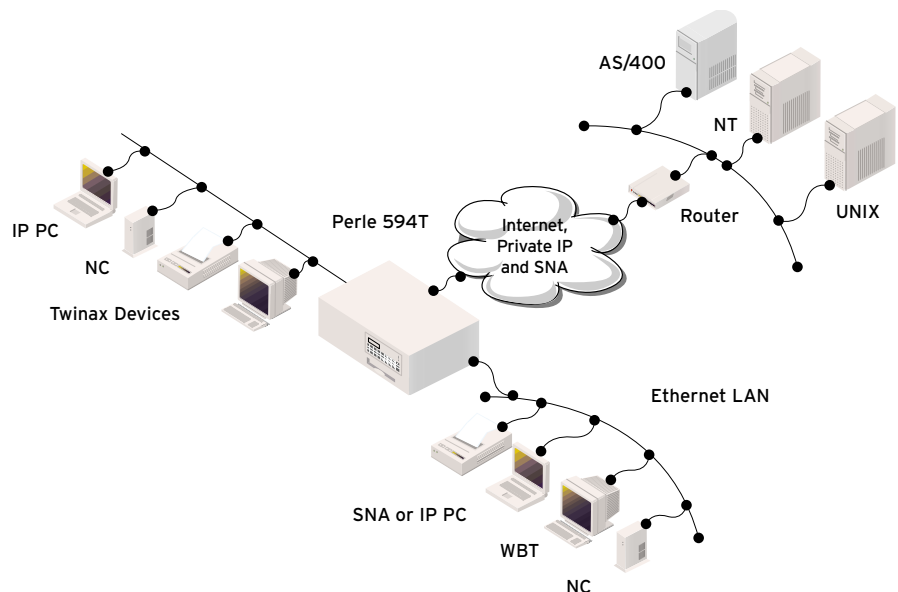 AS/400
NT
UNIX
Router
Internet,
Private IP
and SNA
Perle 594T
IP PC
NC
Twinax Devices
Ethernet LAN
SNA or IP PC
WBT
NC